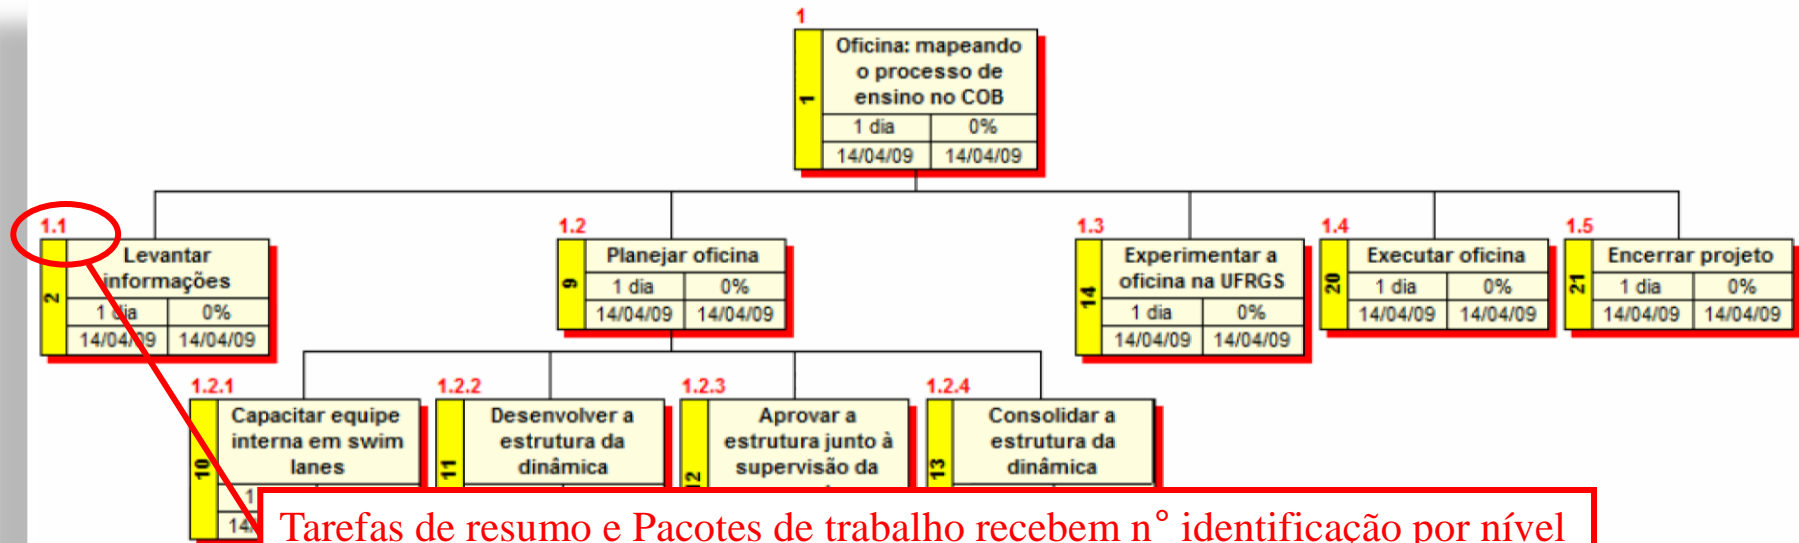 1
Oficina: mapeando
o processo de
ensino no COB
1
1 dia 0%
14/04/09 14/04/09
1.1
Levantar
informações
2
1 dia 0%
14/04/09 14/04/09
1.2
Planejar oficina
9
1 dia 0%
14/04/09 14/04/09
1.3
Experimentar a
oficina na UFRGS
14
1 dia 0%
14/04/09 14/04/09
1.4
Executar oficina
20
1 dia 0%
14/04/09 14/04/09
1.5
Encerrar projeto
21
1 dia 0%
14/04/09 14/04/09
1.2.1
Capacitar equipe
interna em swim
lanes
10
1
14/
1.2.2
Desenvolver a
estrutura da
dinâmica
11
1.2.3
Aprovar a
estrutura junto à
supervisão da
12
1.2.4
Consolidar a
estrutura da
dinâmica
13
Tarefas de resumo e Pacotes de trabalho recebem n° identificação por nível